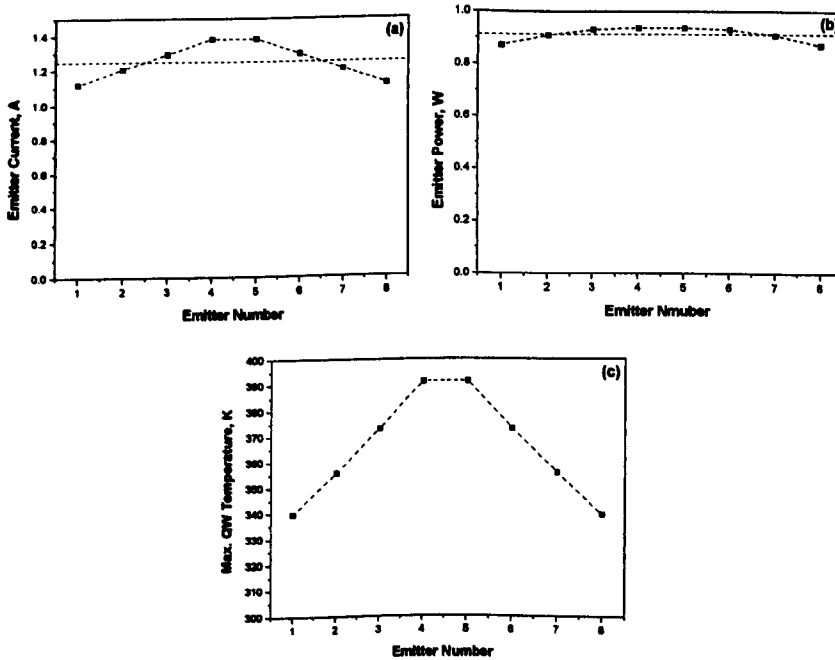 (a)
1.4
1.2
1.0
0.8
0.6
0.4
0.2
0.0
Emitter Current, A
1 2 3 4 5 6 7 8
Emitter Number
(b)
1.0
0.8
0.6
0.4
0.2
0.0
Emitter Power, W
1 2 3 4 5 6 7 8
Emitter Nmuber
(c)
400
390
380
370
360
350
340
330
320
310
300
Max. QW Temperature, K
1 2 3 4 5 6 7 8
Emitter Number